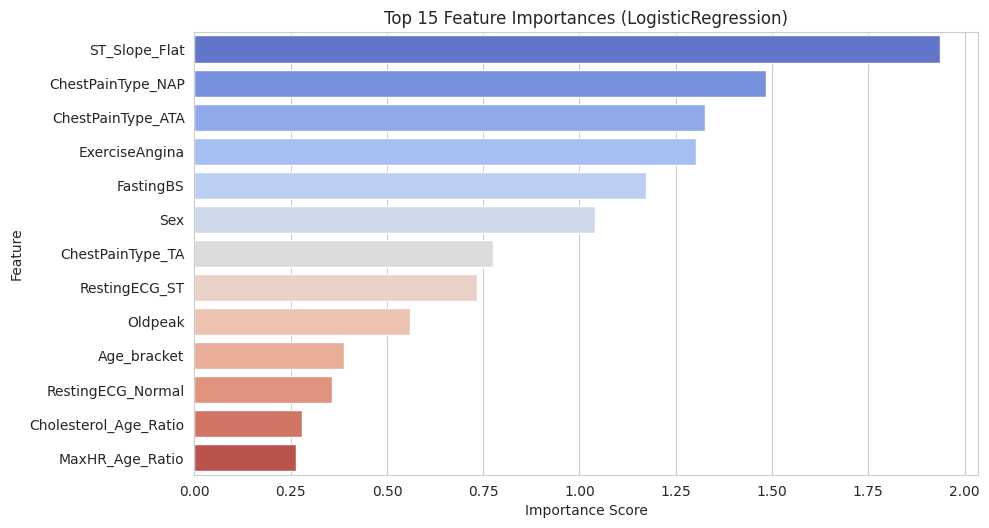 Top 15 Feature Importances (LogisticRegression)
Feature
ST_Slope_Flat
ChestPainType_NAP
ChestPainType_ATA
ExerciseAngina
FastingBS
Sex
ChestPainType_TA
RestingECG_ST
Oldpeak
Age_bracket
RestingECG_Normal
Cholesterol_Age_Ratio
MaxHR_Age_Ratio
0.00 0.25 0.50 0.75 1.00 1.25 1.50 1.75 2.00
Importance Score